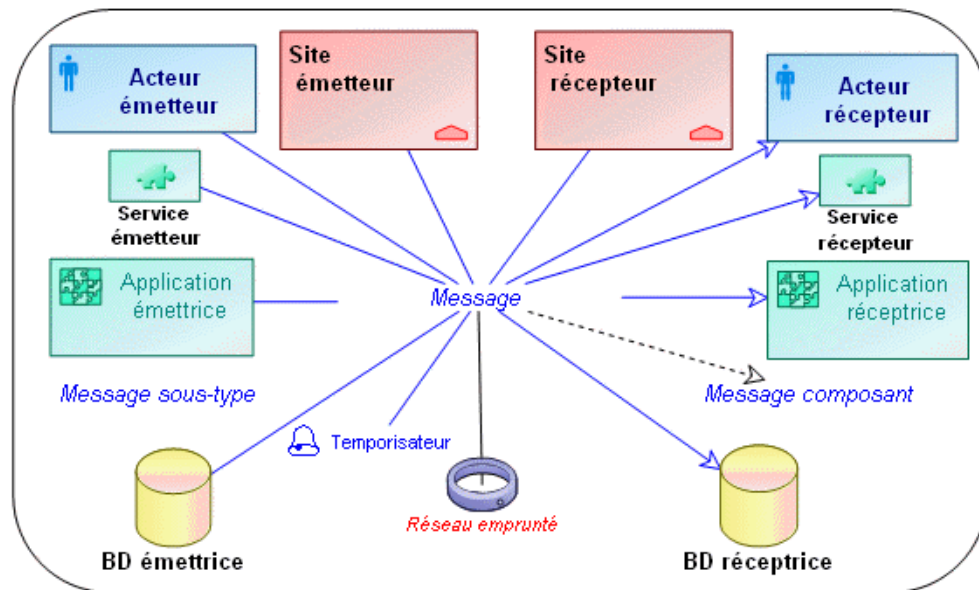 Acteur
émetteur
Site
émetteur
Site
récepteur
Acteur
récepteur
Service
émetteur
Service
récepteur
Application
émettrice
Message
Application
réceptrice
Message sous-type
Message composant
Temporisateur
Réseau emprunté
BD émettrice
BD réceptrice